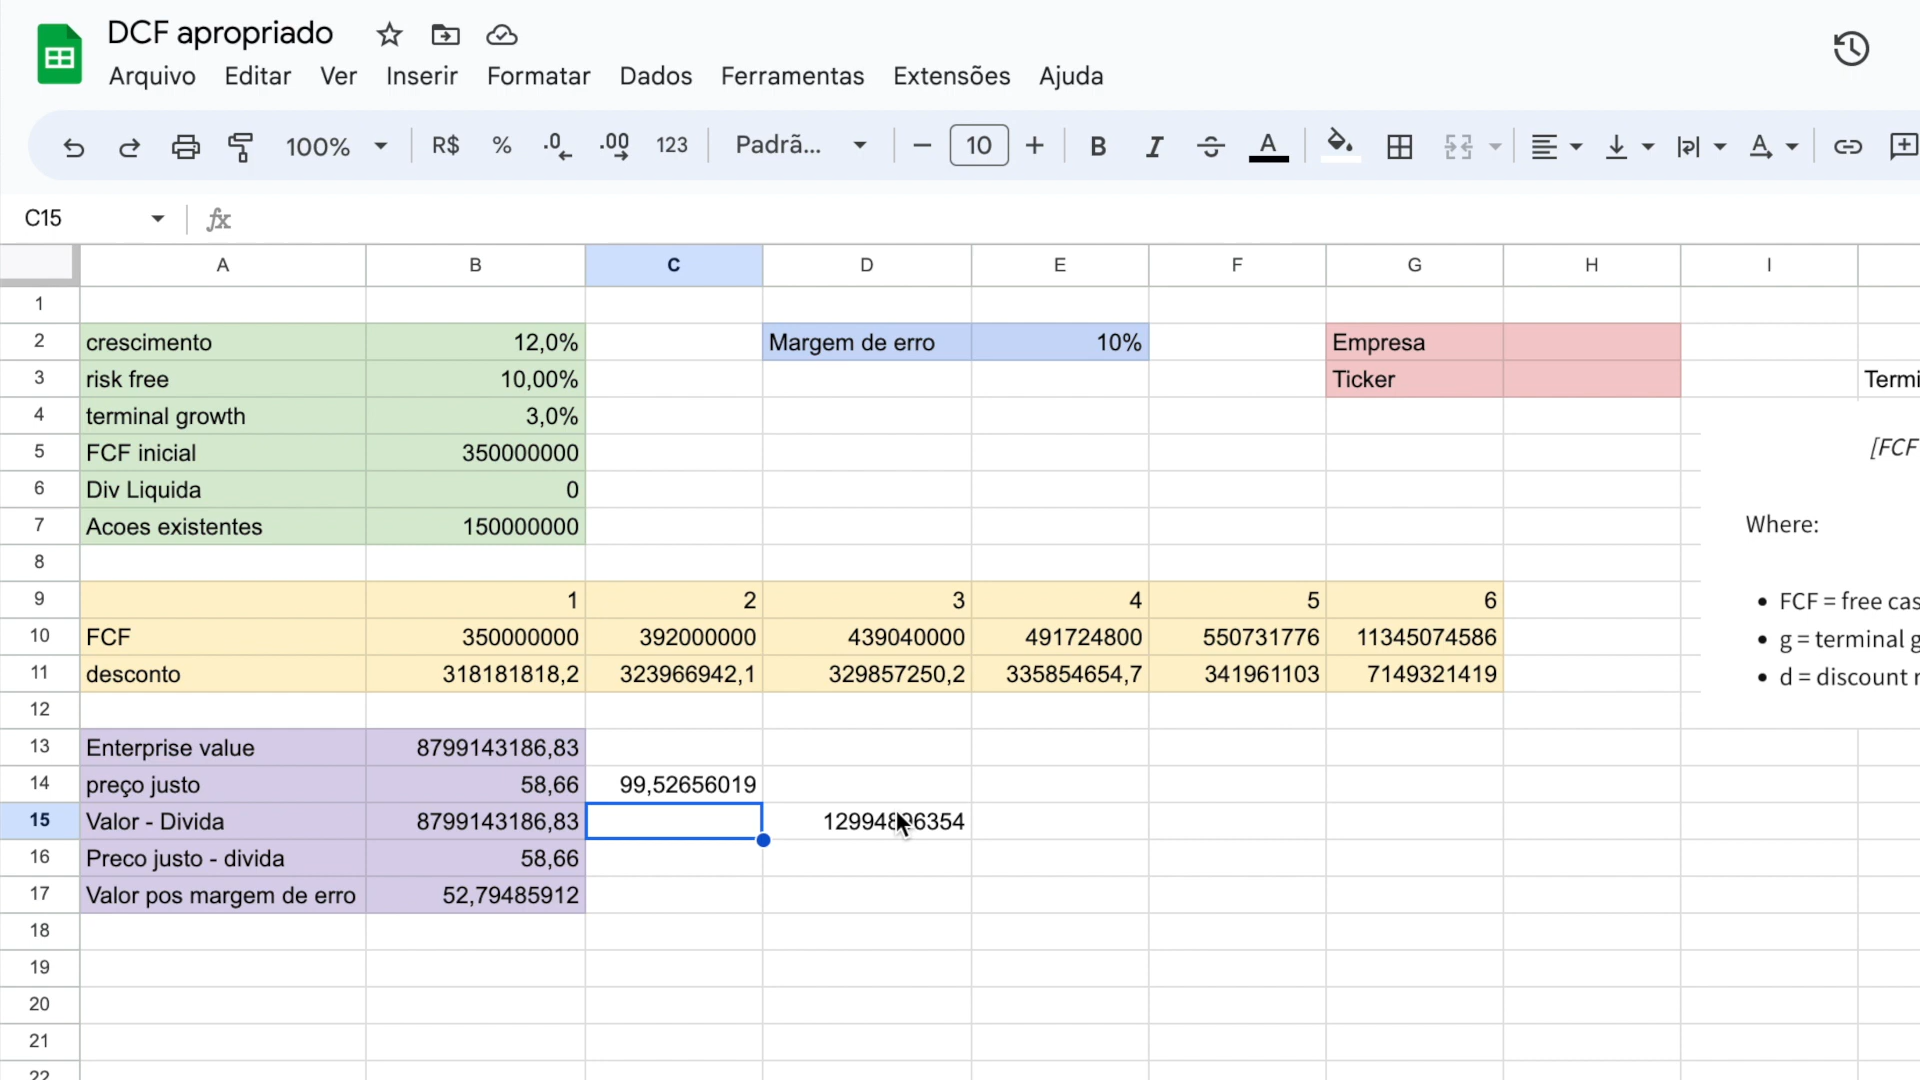 DCF apropriado
Arquivo Editar Ver Inserir Formatar Dados Ferramentas Extensões Ajuda
100% R$ % .0 .00 123 Padrã... 10 B I S A
C15 fx
A B C D E F G H I
1
2 crescimento 12,0% Margem de erro 10% Empresa
3 risk free 10,00% Ticker Termi
4 terminal growth 3,0%
5 FCF inicial 350000000 [FCF
6 Div Liquida 0
7 Acoes existentes 150000000 Where:
8
9 1 2 3 4 5 6 • FCF = free cas
10 FCF 350000000 392000000 439040000 491724800 550731776 11345074586 • g = terminal g
11 desconto 318181818,2 323966942,1 329857250,2 335854654,7 341961103 7149321419 • d = discount r
12
13 Enterprise value 8799143186,83
14 preço justo 58,66 99,52656019
15 Valor - Divida 8799143186,83
16 Preco justo - divida 58,66
17 Valor pos margem de erro 52,79485912
18
19
20
21
22